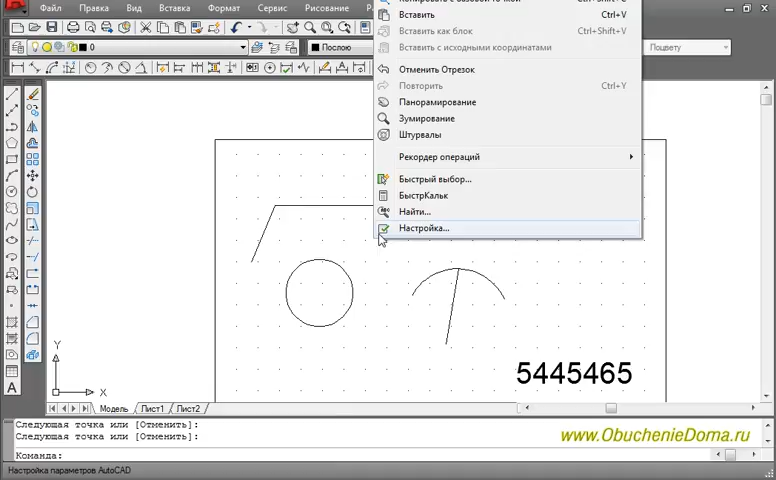 Файл Правка Вид Вставка Формат Сервис Рисование
Вставить Ctrl+V
Вставить как блок Ctrl+Shift+V
Вставить с исходными координатами
0
Послою
Поцвету
Отменить Отрезок
Повторить Ctrl+Y
Панорамирование
Зумирование
Штурвалы
Рекордер операций
Быстрый выбор...
БыстрКальк
Найти...
Настройка...
5445465
Y
X
A
Модель Лист1 Лист2
Следующая точка или [Отменить]:
Следующая точка или [Отменить]:
Команда:
www.ObuchenieDoma.ru
Настройка параметров AutoCAD